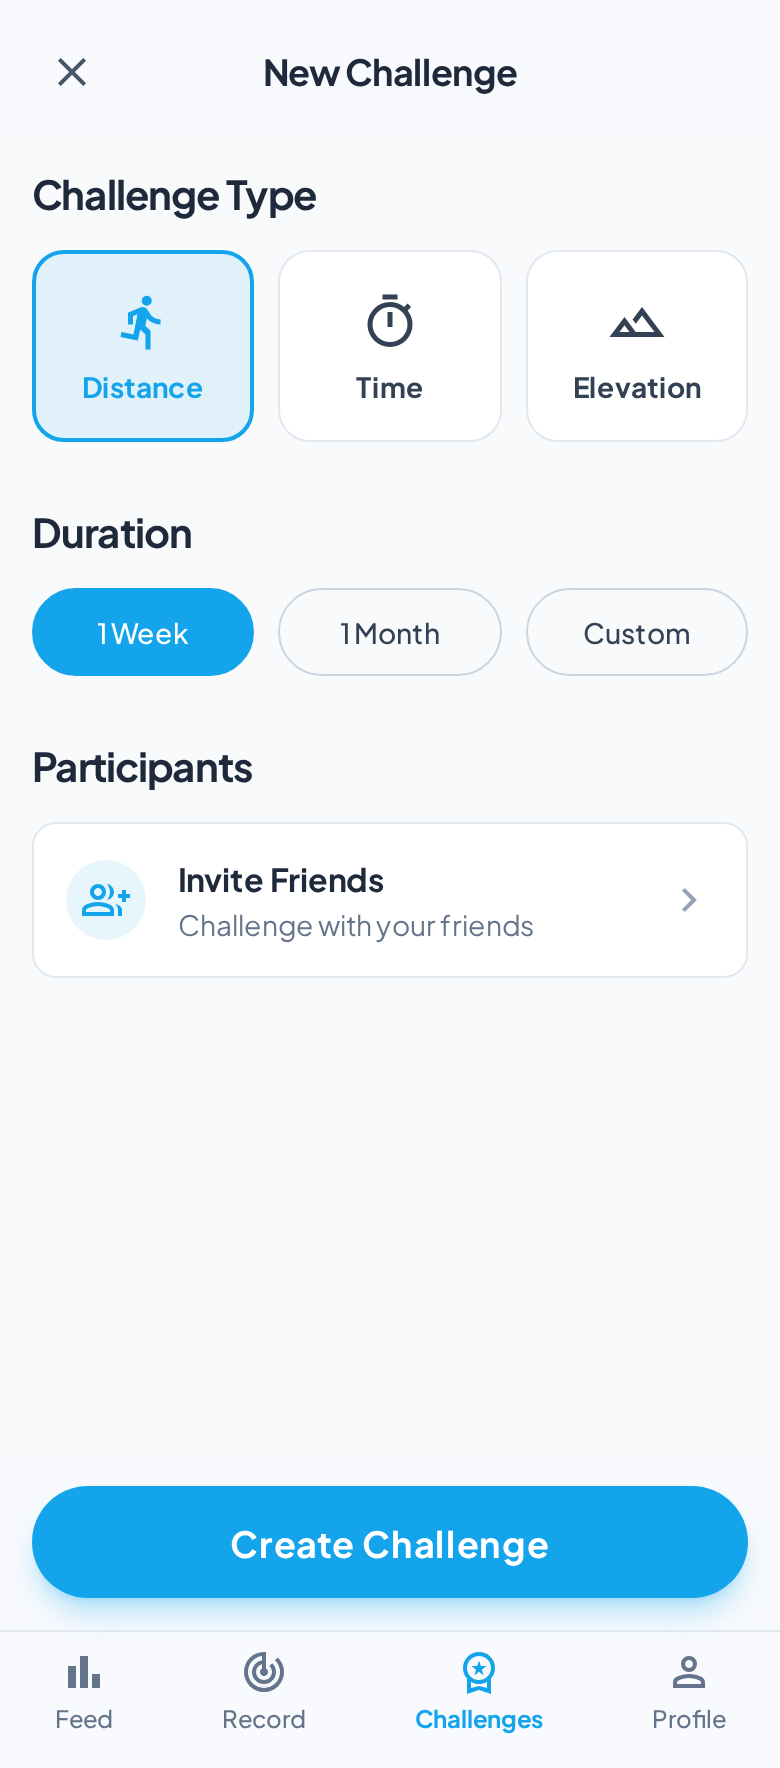 New Challenge
Challenge Type
Distance
Time
Elevation
Duration
1 Week
1 Month
Custom
Participants
Invite Friends
Challenge with your friends
Create Challenge
Feed
Record
Challenges
Profile